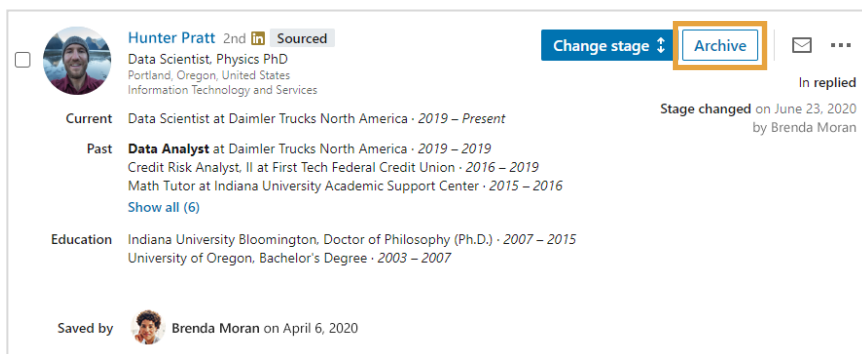 Hunter Pratt 2nd in Sourced
Change stage Archive
Data Scientist, Physics PhD
Portland, Oregon, United States
Information Technology and Services
In replied
Stage changed on June 23, 2020
by Brenda Moran
Current Data Scientist at Daimler Trucks North America · 2019 – Present
Past Data Analyst at Daimler Trucks North America · 2019 – 2019
Credit Risk Analyst, II at First Tech Federal Credit Union · 2016 – 2019
Math Tutor at Indiana University Academic Support Center · 2015 – 2016
Show all (6)
Education Indiana University Bloomington, Doctor of Philosophy (Ph.D.) · 2007 – 2015
University of Oregon, Bachelor's Degree · 2003 – 2007
Saved by Brenda Moran on April 6, 2020